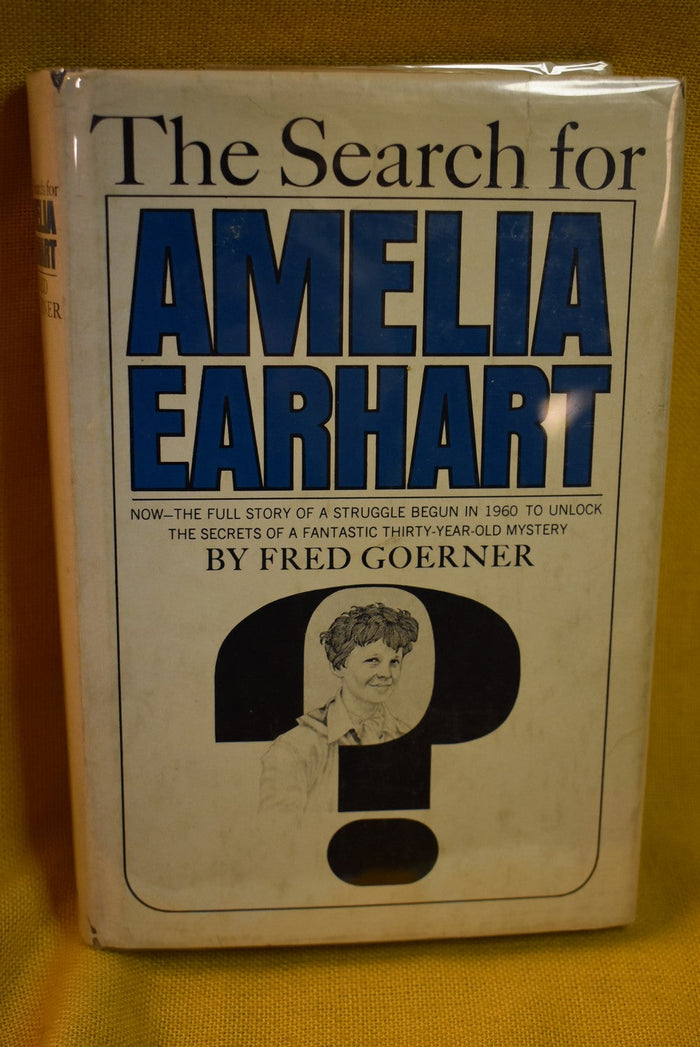 The Search for
AMELIA
EARHART
NOW—THE FULL STORY OF A STRUGGLE BEGUN IN 1960 TO UNLOCK
THE SECRETS OF A FANTASTIC THIRTY-YEAR-OLD MYSTERY
BY FRED GOERNER